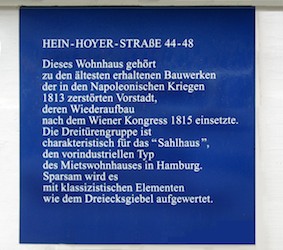 HEIN-HOYER-STRAßE 44-48
Dieses Wohnhaus gehört
zu den ältesten erhaltenen Bauwerken
der in den Napoleonischen Kriegen
1813 zerstörten Vorstadt,
deren Wiederaufbau
nach dem Wiener Kongress 1815 einsetzte.
Die Dreitürengruppe ist
charakteristisch für das "Sahlhaus",
den vorindustriellen Typ
des Mietswohnhauses in Hamburg.
Sparsam wird es
mit klassizistischen Elementen
wie dem Dreiecksgiebel aufgewertet.